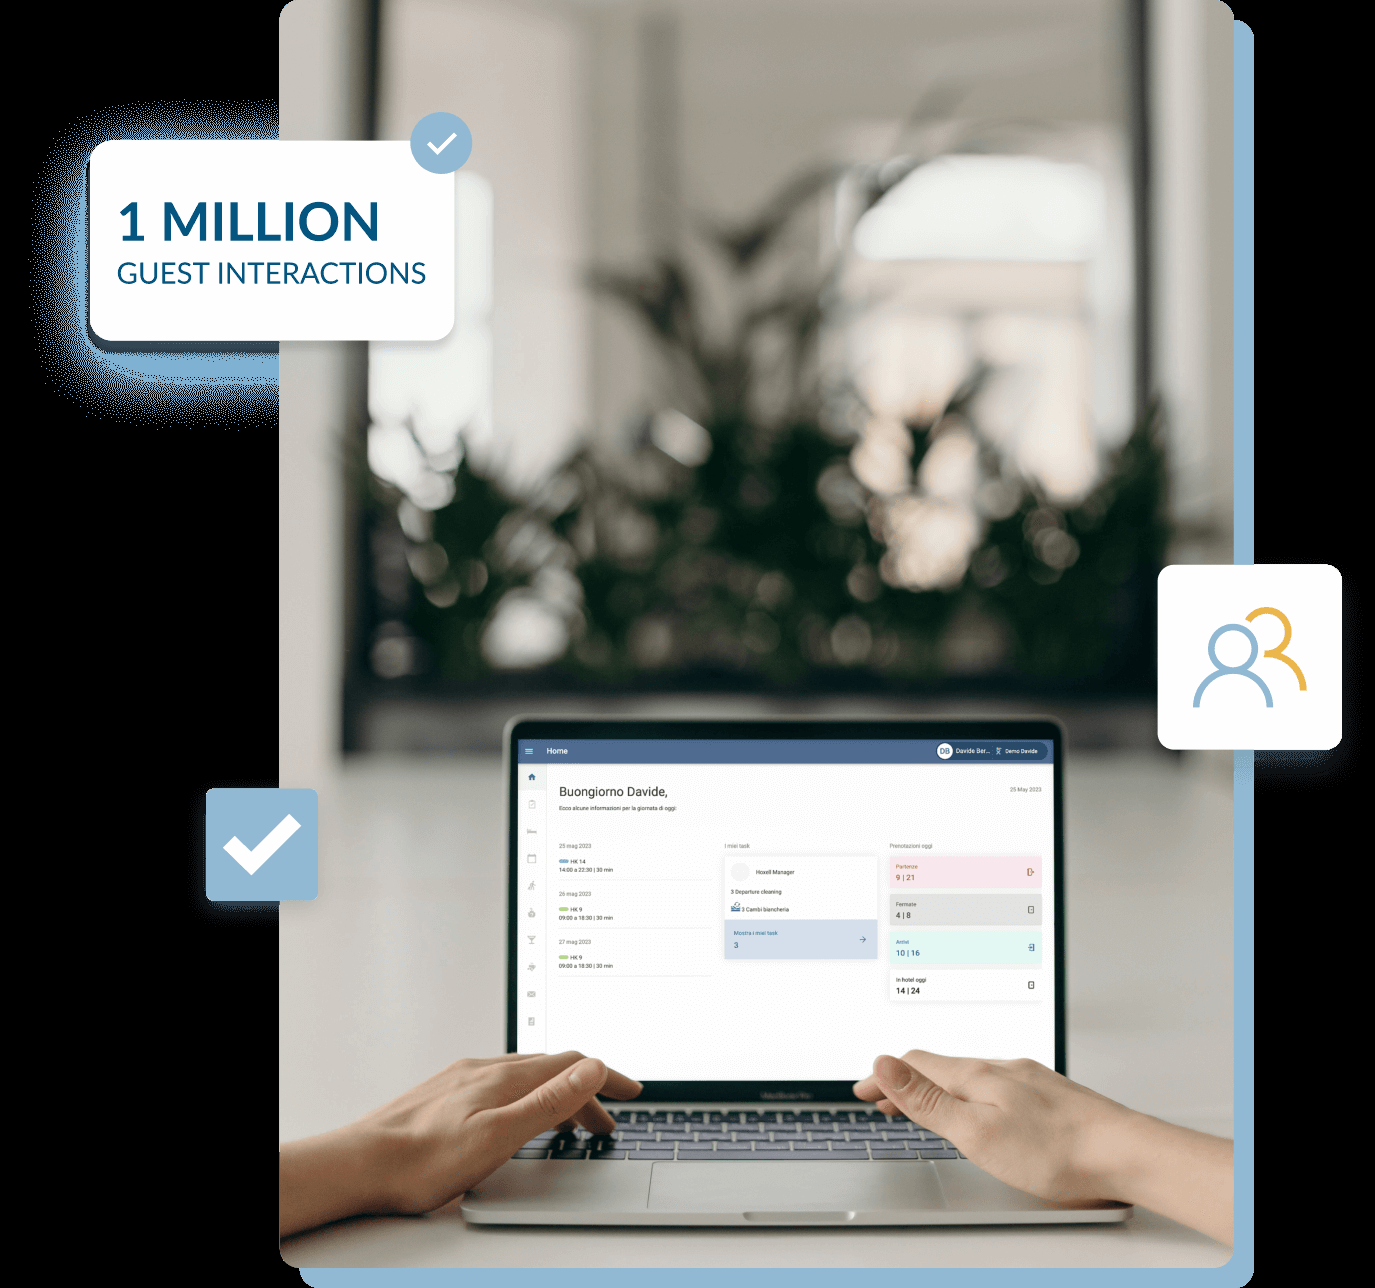 1 MILLION
GUEST INTERACTIONS
Home
DB Davide Ber... Demo Davide
Buongiorno Davide,
25 May 2023
Ecco alcune informazioni per la giornata di oggi:
25 mag 2023
HK 14
14:00 a 22:30 | 30 min
26 mag 2023
HK 9
09:00 a 18:30 | 30 min
27 mag 2023
HK 9
09:00 a 18:30 | 30 min
I miei task
Hoxell Manager
3 Departure cleaning
3 Cambi biancheria
Mostra i miei task
3
Prenotazioni oggi
Partenze
9 | 21
Fermate
4 | 8
Arrivi
10 | 16
In hotel oggi
14 | 24
MacBook Pro